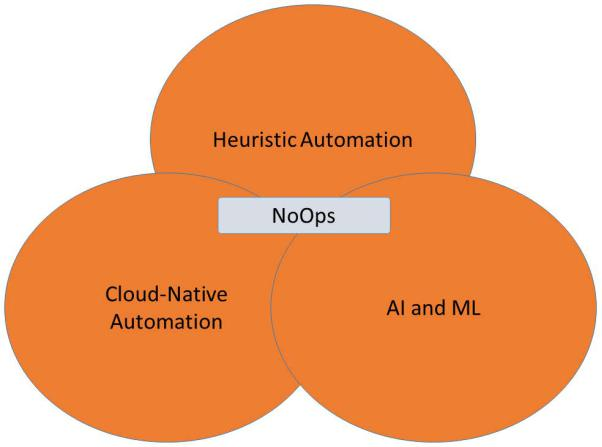 Heuristic Automation
NoOps
Cloud-Native
Automation
AI and ML